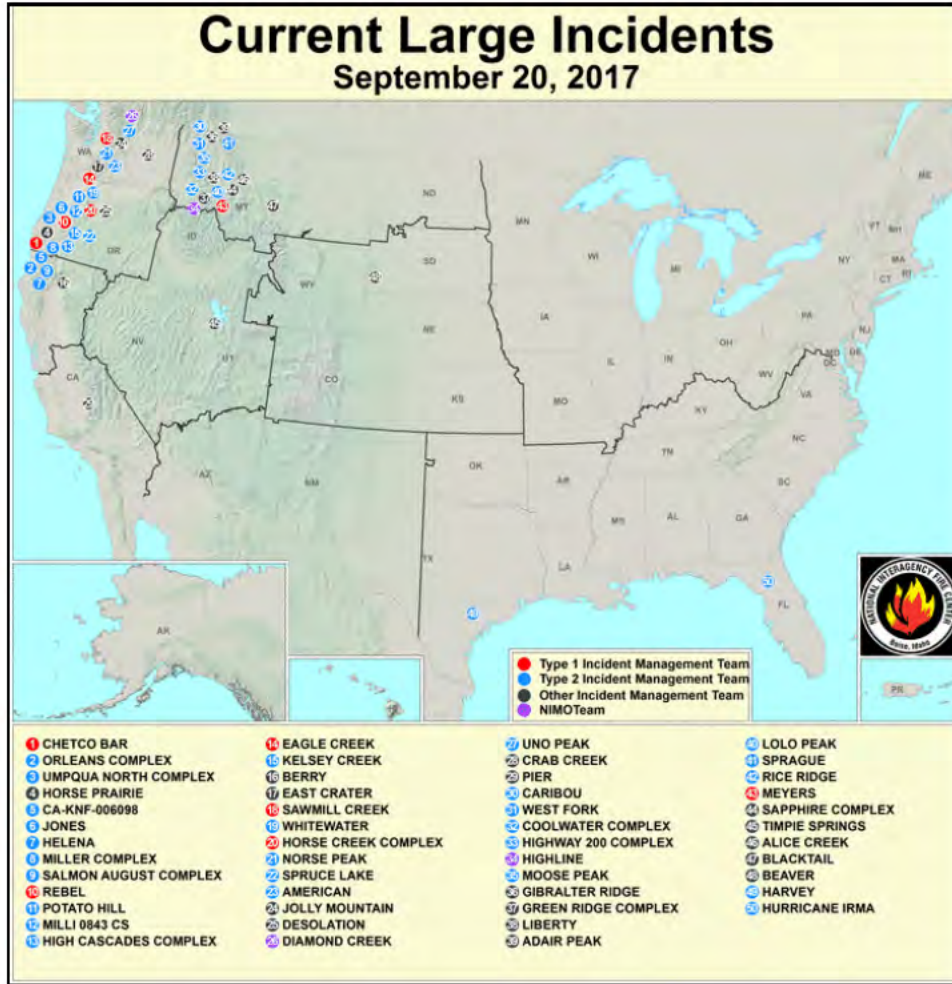 Current Large Incidents
September 20, 2017
WA
OR
CA
NV
ID
MT
WY
UT
AZ
CO
NM
ND
SD
NE
KS
OK
TX
MN
IA
MO
AR
LA
WI
IL
MI
IN
OH
KY
TN
MS
AL
GA
FL
SC
NC
VA
WV
PA
NY
VT
NH
ME
MA
RI
CT
NJ
DE
MD
DC
AK
HI
PR
NATIONAL INTERAGENCY FIRE CENTER
Boise, Idaho
Type 1 Incident Management Team
Type 2 Incident Management Team
Other Incident Management Team
NIMOTeam
1 CHETCO BAR
2 ORLEANS COMPLEX
3 UMPQUA NORTH COMPLEX
4 HORSE PRAIRIE
5 CA-KNF-006098
6 JONES
7 HELENA
8 MILLER COMPLEX
9 SALMON AUGUST COMPLEX
10 REBEL
11 POTATO HILL
12 MILLI 0843 CS
13 HIGH CASCADES COMPLEX
14 EAGLE CREEK
15 KELSEY CREEK
16 BERRY
17 EAST CRATER
18 SAWMILL CREEK
19 WHITEWATER
20 HORSE CREEK COMPLEX
21 NORSE PEAK
22 SPRUCE LAKE
23 AMERICAN
24 JOLLY MOUNTAIN
25 DESOLATION
26 DIAMOND CREEK
27 UNO PEAK
28 CRAB CREEK
29 PIER
30 CARIBOU
31 WEST FORK
32 COOLWATER COMPLEX
33 HIGHWAY 200 COMPLEX
34 HIGHLINE
35 MOOSE PEAK
36 GIBRALTER RIDGE
37 GREEN RIDGE COMPLEX
38 LIBERTY
39 ADAIR PEAK
40 LOLO PEAK
41 SPRAGUE
42 RICE RIDGE
43 MEYERS
44 SAPPHIRE COMPLEX
45 TIMPIE SPRINGS
46 ALICE CREEK
47 BLACKTAIL
48 BEAVER
49 HARVEY
50 HURRICANE IRMA